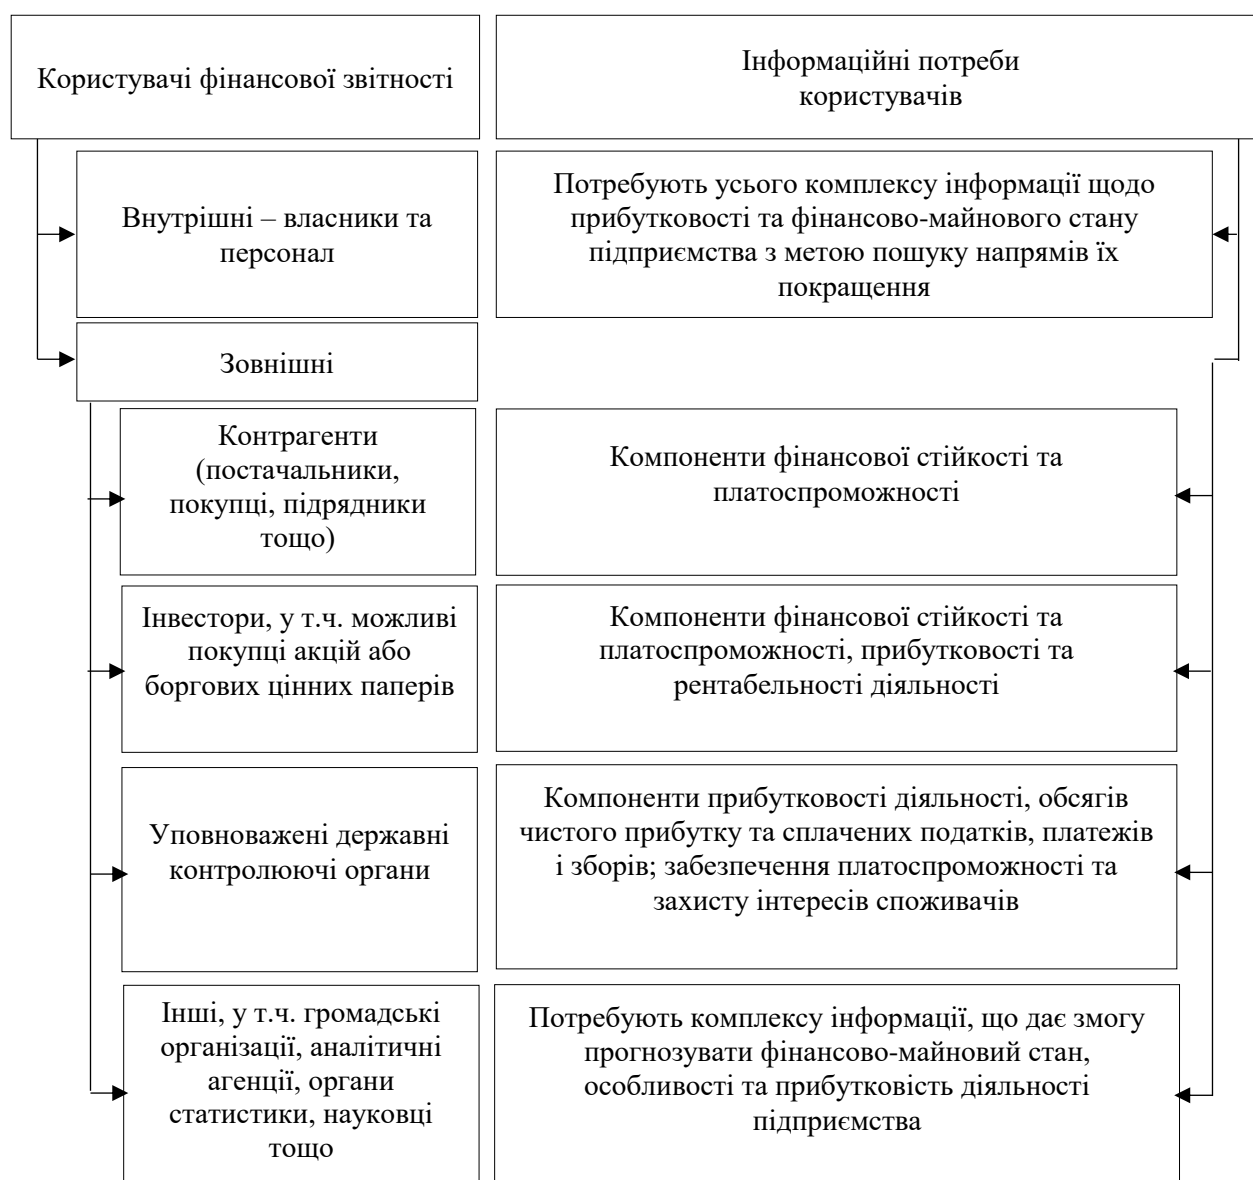 Користувачі фінансової звітності
Інформаційні потреби
користувачів
Внутрішні – власники та
персонал
Потребують усього комплексу інформації щодо
прибутковості та фінансово-майнового стану
підприємства з метою пошуку напрямів їх
покращення
Зовнішні
Контрагенти
(постачальники,
покупці, підрядники
тощо)
Компоненти фінансової стійкості та
платоспроможності
Інвестори, у т.ч. можливі
покупці акцій або
боргових цінних паперів
Компоненти фінансової стійкості та
платоспроможності, прибутковості та
рентабельності діяльності
Уповноважені державні
контролюючі органи
Компоненти прибутковості діяльності, обсягів
чистого прибутку та сплачених податків, платежів
і зборів; забезпечення платоспроможності та
захисту інтересів споживачів
Інші, у т.ч. громадські
організації, аналітичні
агенції, органи
статистики, науковці
тощо
Потребують комплексу інформації, що дає змогу
прогнозувати фінансово-майновий стан,
особливості та прибутковість діяльності
підприємства